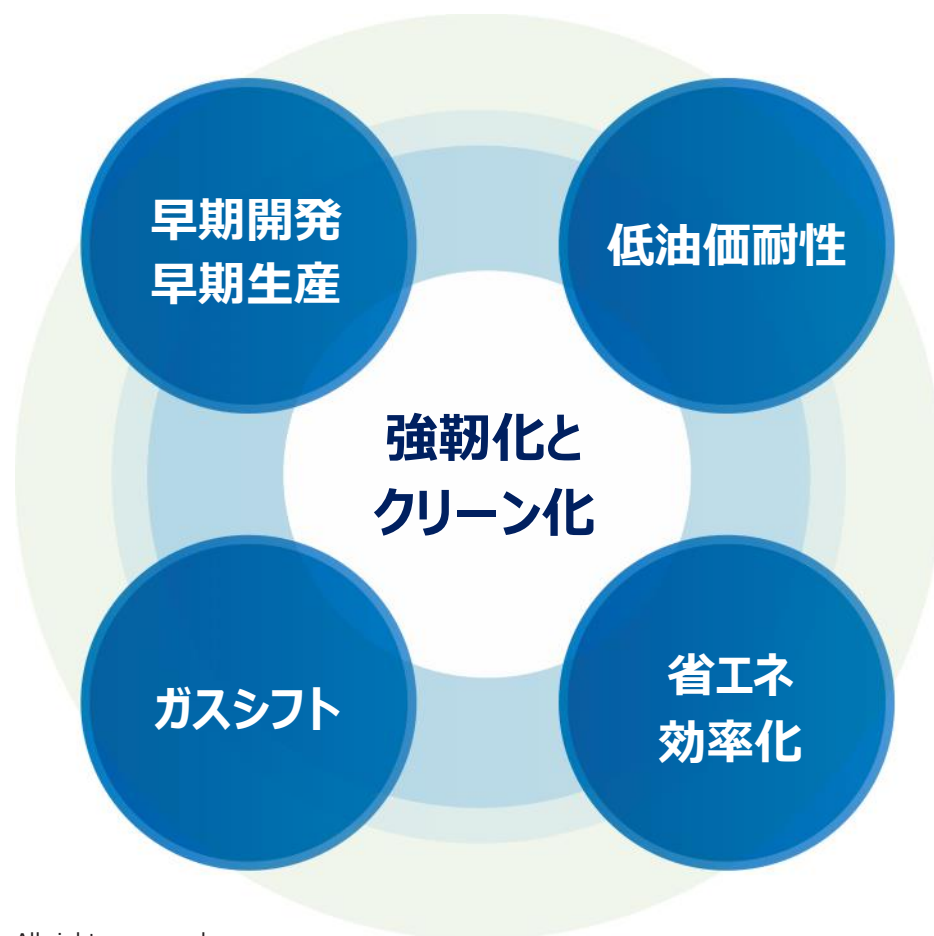 早期開発
早期生産
低油価耐性
強靭化と
クリーン化
ガスシフト
省エネ
効率化